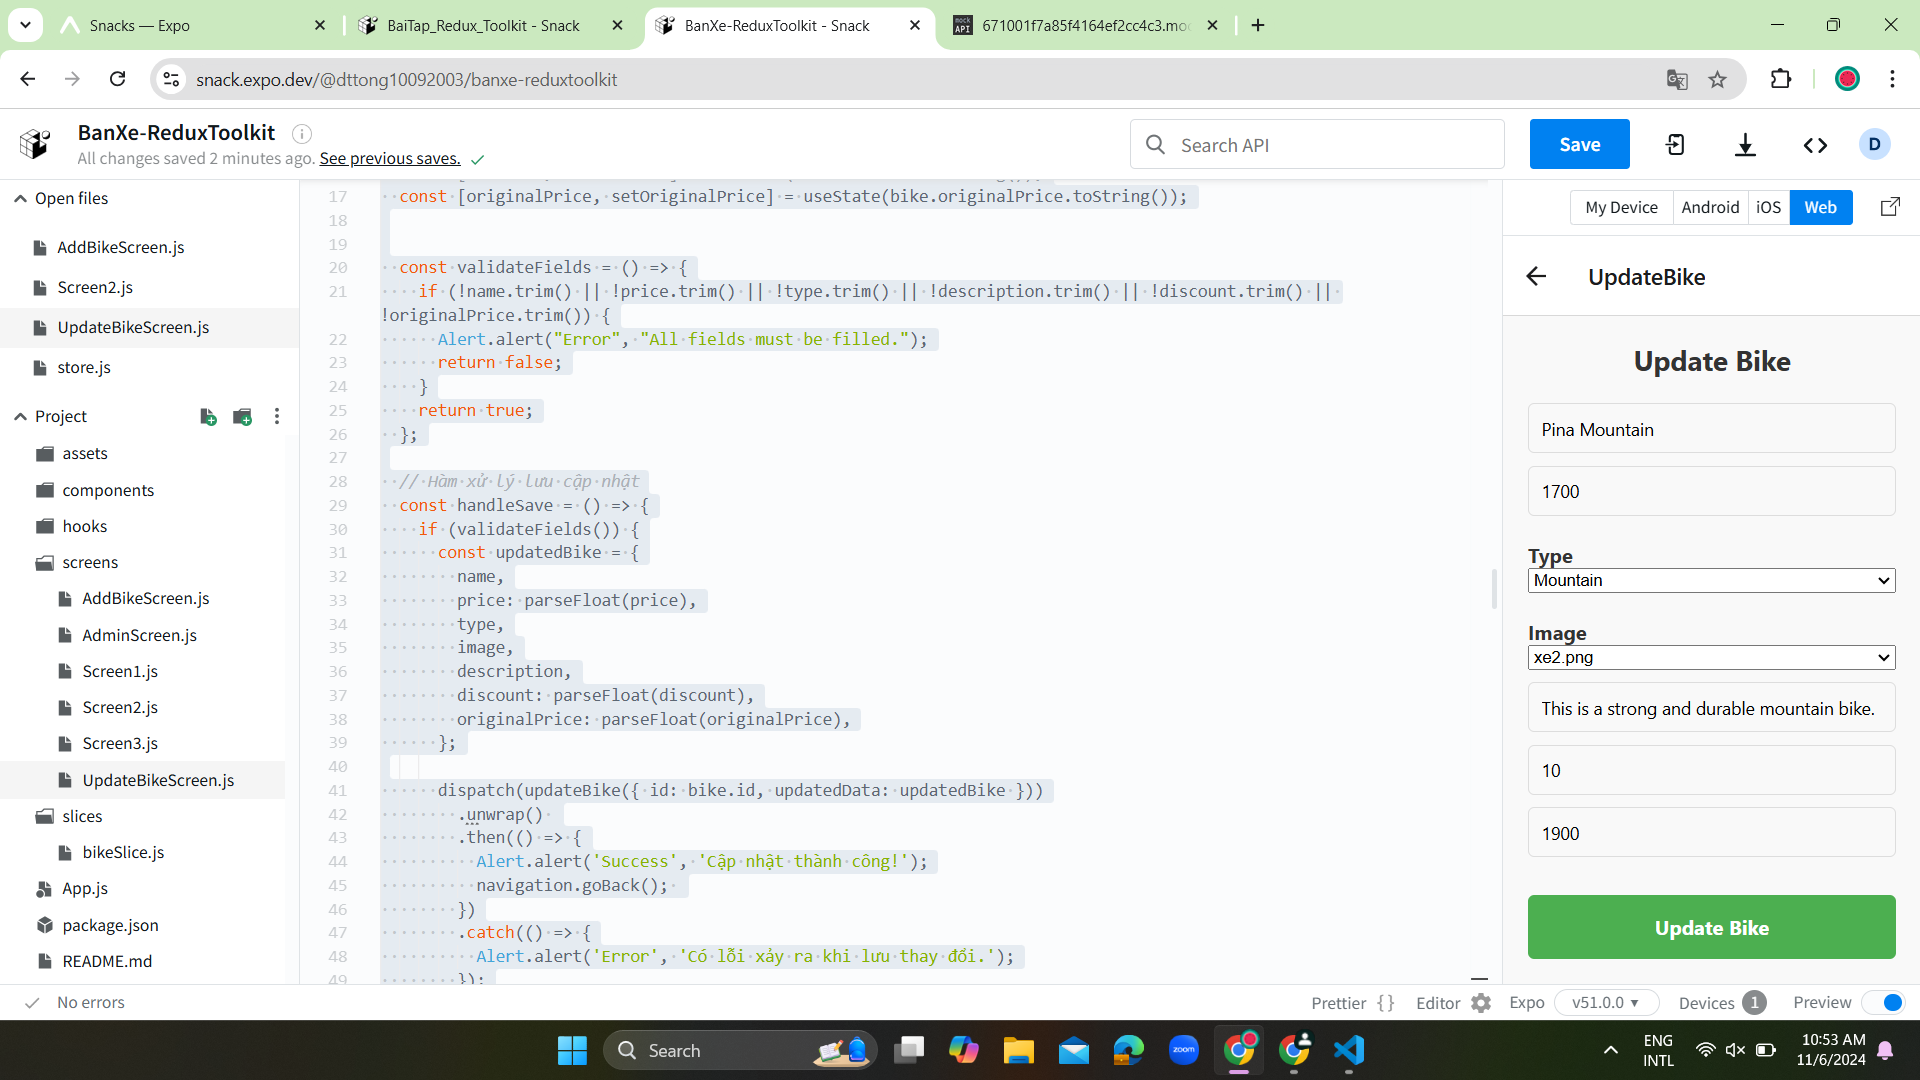 Snacks — Expo
BaiTap_Redux_Toolkit - Snack
BanXe-ReduxToolkit - Snack
671001f7a85f4164ef2cc4c3.moc
snack.expo.dev/@dttong10092003/banxe-reduxtoolkit
BanXe-ReduxToolkit
All changes saved 2 minutes ago. See previous saves.
Search API
Save
D
Open files
AddBikeScreen.js
Screen2.js
UpdateBikeScreen.js
store.js
Project
assets
components
hooks
screens
AddBikeScreen.js
AdminScreen.js
Screen1.js
Screen2.js
Screen3.js
UpdateBikeScreen.js
slices
bikeSlice.js
App.js
package.json
README.md
17 const [originalPrice, setOriginalPrice] = useState(bike.originalPrice.toString());
18
19
20 const validateFields = () => {
21 if (!name.trim() || !price.trim() || !type.trim() || !description.trim() || !discount.trim() ||
!originalPrice.trim()) {
22 Alert.alert("Error", "All fields must be filled.");
23 return false;
24 }
25 return true;
26 };
27
28 // Hàm xử lý lưu cập nhật
29 const handleSave = () => {
30 if (validateFields()) {
31 const updatedBike = {
32 name,
33 price: parseFloat(price),
34 type,
35 image,
36 description,
37 discount: parseFloat(discount),
38 originalPrice: parseFloat(originalPrice),
39 };
40
41 dispatch(updateBike({ id: bike.id, updatedData: updatedBike }))
42 .unwrap()
43 .then(() => {
44 Alert.alert('Success', 'Cập nhật thành công!');
45 navigation.goBack();
46 })
47 .catch(() => {
48 Alert.alert('Error', 'Có lỗi xảy ra khi lưu thay đổi.');
49 });
My Device
Android
iOS
Web
UpdateBike
Update Bike
Pina Mountain
1700
Type
Mountain
Image
xe2.png
This is a strong and durable mountain bike.
10
1900
Update Bike
No errors
Prettier { }
Editor
Expo
v51.0.0
Devices 1
Preview
Search
zoom
ENG
INTL
10:53 AM
11/6/2024